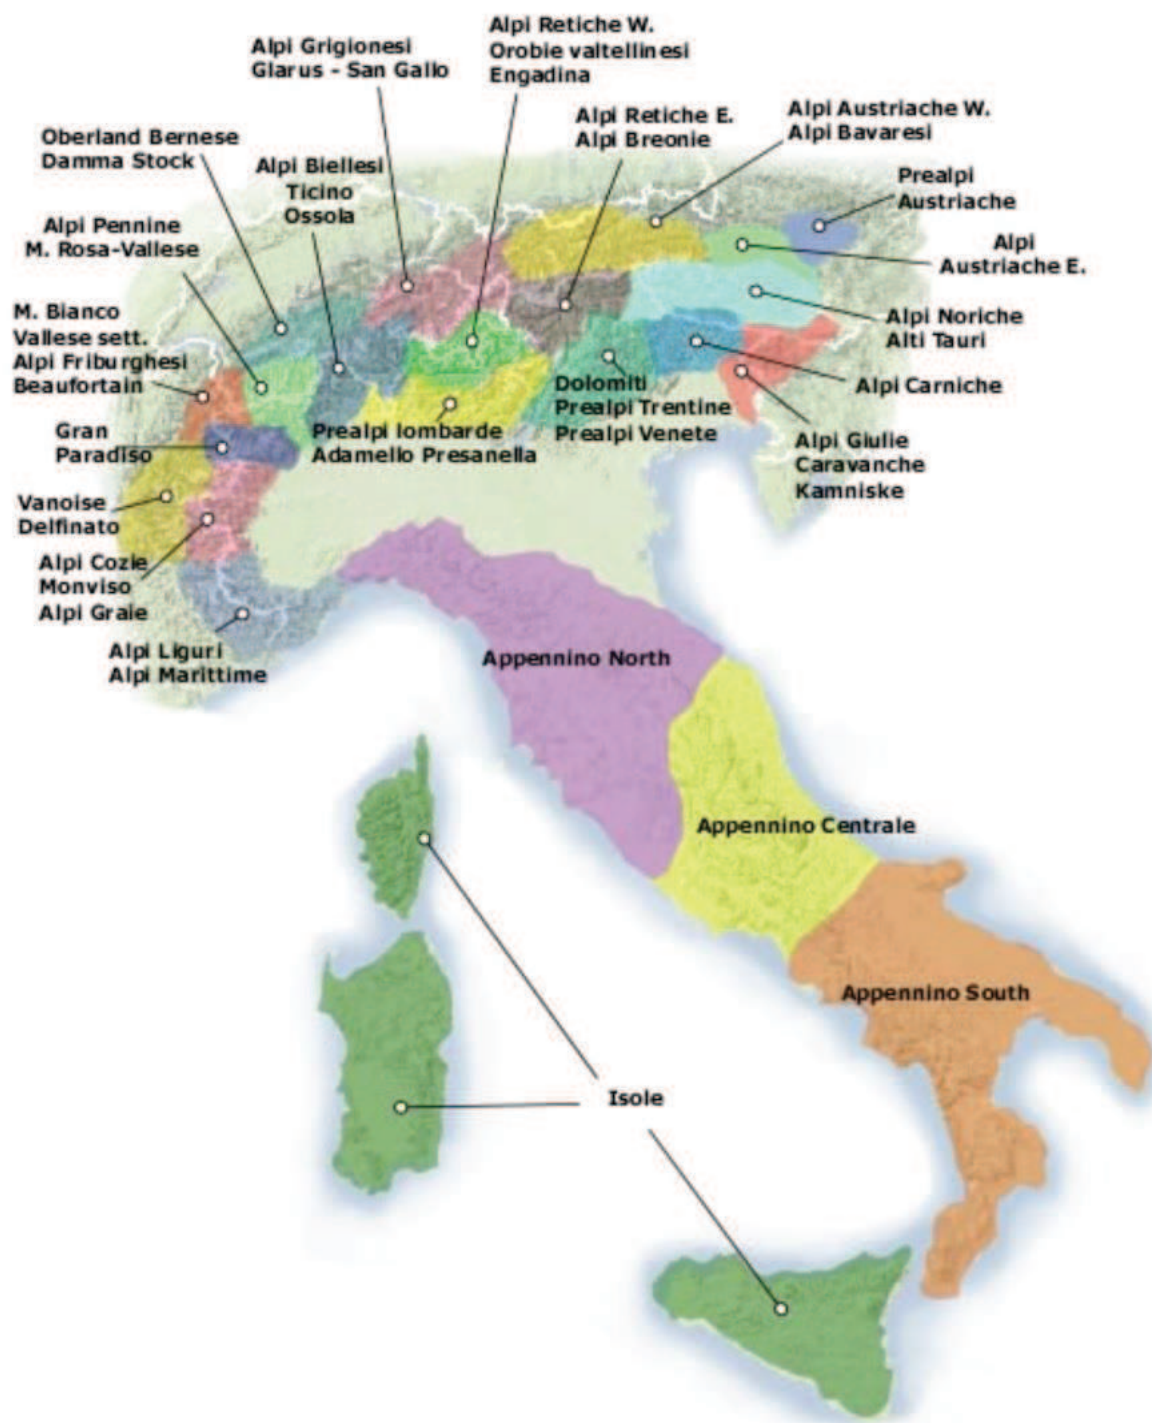 Alpi Retiche W.
Orobie valtellinesi
Engadina
Alpi Grigionesi
Glarus - San Gallo
Alpi Retiche E.
Alpi Breonie
Alpi Austriache W.
Alpi Bavaresi
Oberland Bernese
Damma Stock
Alpi Biellesi
Ticino
Ossola
Prealpi
Austriache
Alpi Pennine
M. Rosa-Vallese
Alpi
Austriache E.
M. Bianco
Vallese sett.
Alpi Friburghesi
Beaufortain
Alpi Noriche
Alti Tauri
Alpi Carniche
Dolomiti
Prealpi Trentine
Prealpi Venete
Gran
Paradiso
Prealpi lombarde
Adamello Presanella
Alpi Giulie
Caravanche
Kamniske
Vanoise
Delfinato
Alpi Cozie
Monviso
Alpi Graie
Alpi Liguri
Alpi Marittime
Appennino North
Appennino Centrale
Appennino South
Isole